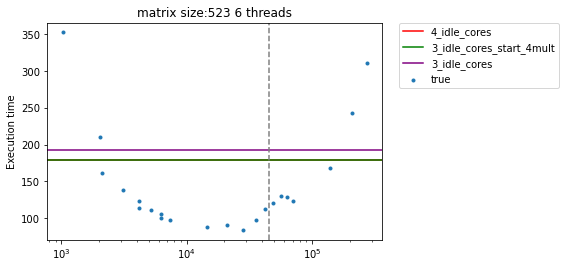 matrix size:523 6 threads
Execution time
350
300
250
200
150
100
10³
10⁴
10⁵
4_idle_cores
3_idle_cores_start_4mult
3_idle_cores
true